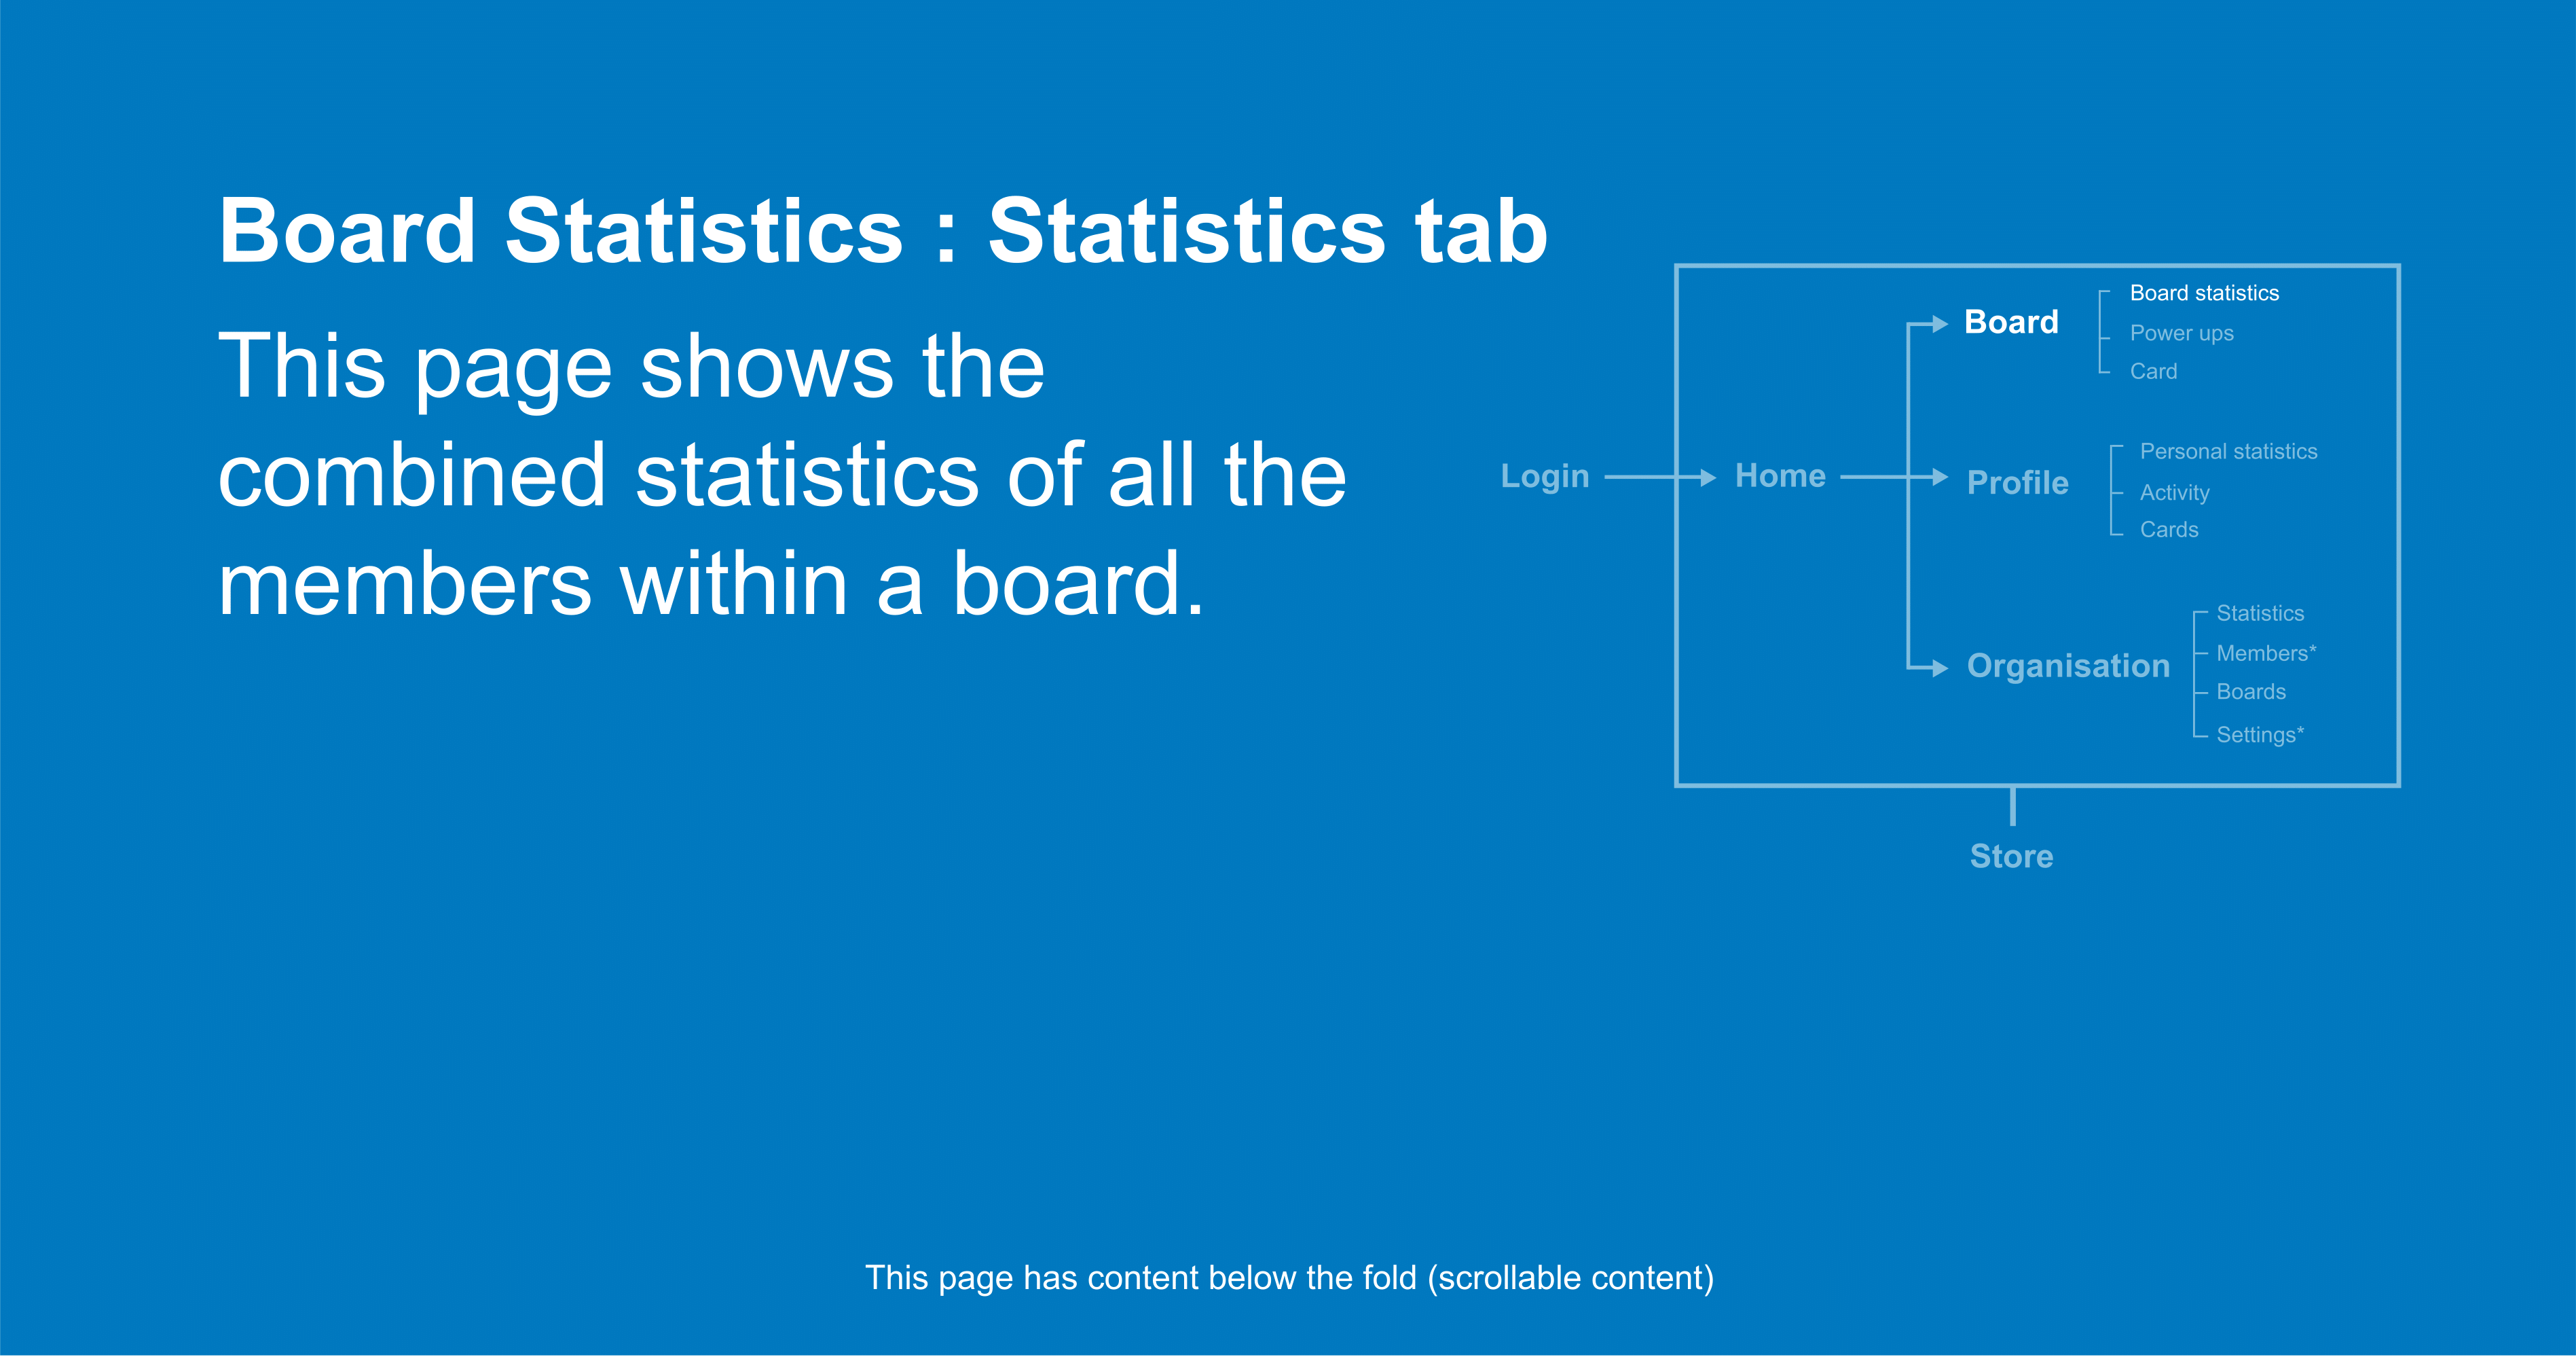 Board Statistics : Statistics tab
This page shows the
combined statistics of all the
members within a board.
Login
Home
Board
Board statistics
Power ups
Card
Profile
Personal statistics
Activity
Cards
Organisation
Statistics
Members*
Boards
Settings*
Store
This page has content below the fold (scrollable content)